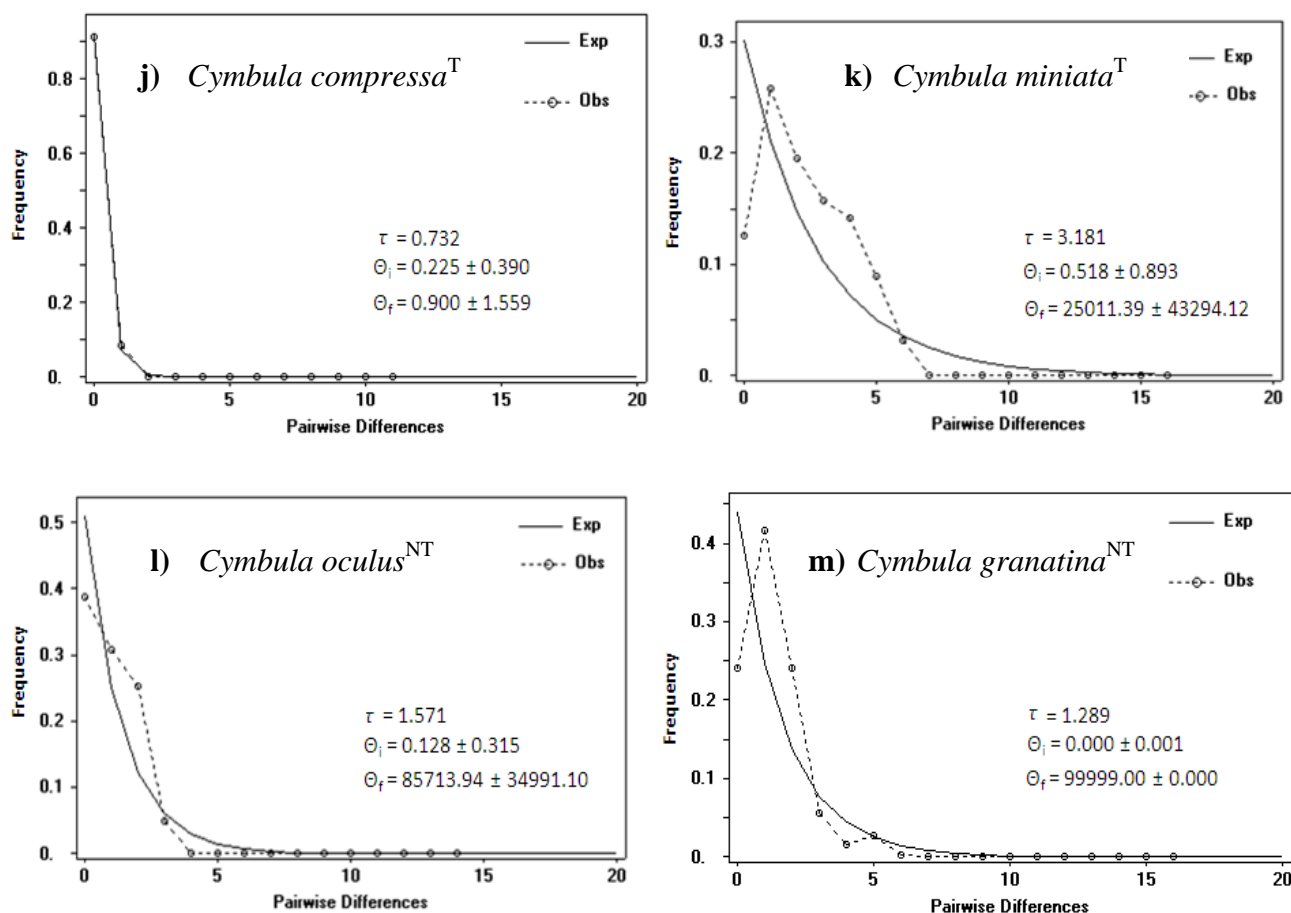 j) Cymbula compressaT
Exp
Obs
0.8
0.6
0.4
0.2
0.
Frequency
τ = 0.732
Θi = 0.225 ± 0.390
Θf = 0.900 ± 1.559
0 5 10 15 20
Pairwise Differences
k) Cymbula miniataT
Exp
Obs
0.3
0.2
0.1
0.
Frequency
τ = 3.181
Θi = 0.518 ± 0.893
Θf = 25011.39 ± 43294.12
0 5 10 15 20
Pairwise Differences
l) Cymbula oculusNT
Exp
Obs
0.5
0.4
0.3
0.2
0.1
0.
Frequency
τ = 1.571
Θi = 0.128 ± 0.315
Θf = 85713.94 ± 34991.10
0 5 10 15 20
Pairwise Differences
m) Cymbula granatinaNT
Exp
Obs
0.4
0.3
0.2
0.1
0.
Frequency
τ = 1.289
Θi = 0.000 ± 0.001
Θf = 99999.00 ± 0.000
0 5 10 15 20
Pairwise Differences